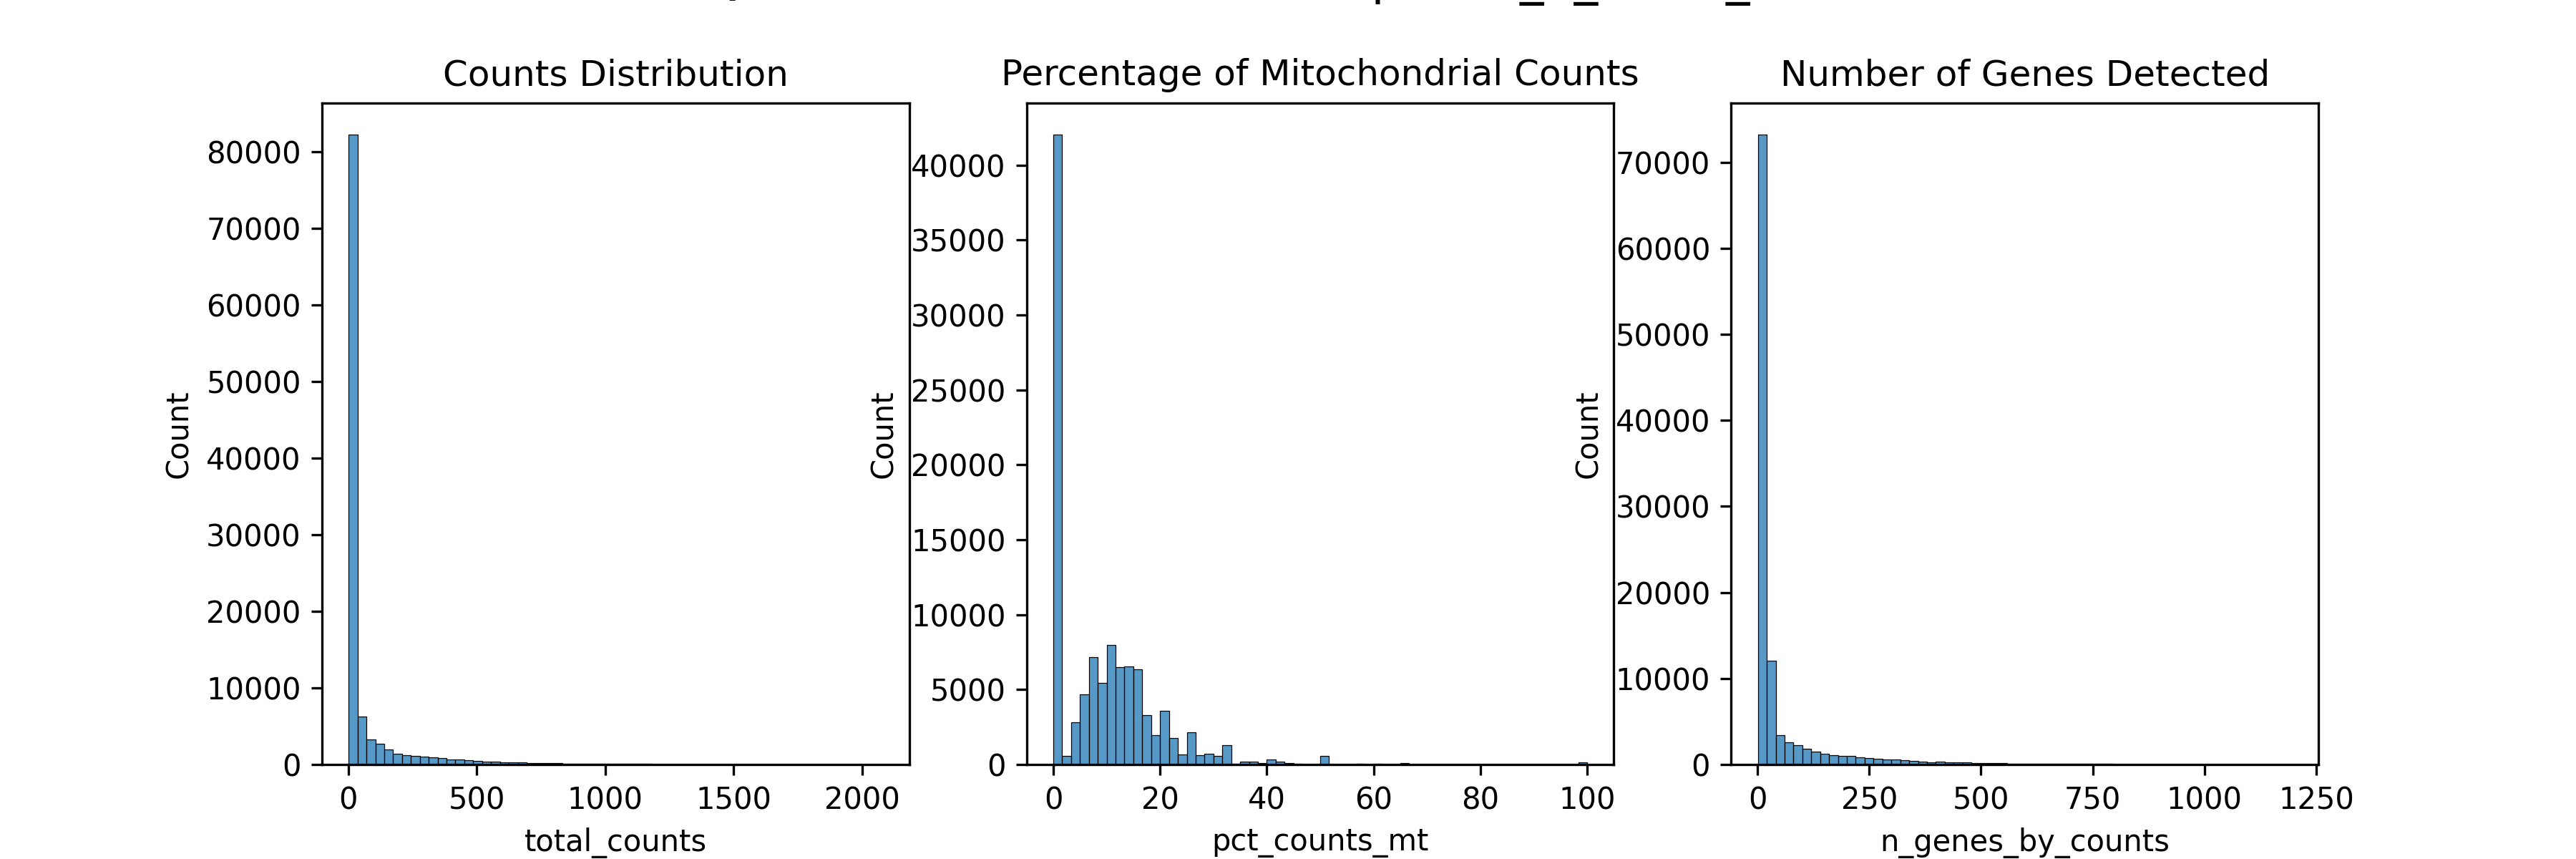 Counts Distribution
Count
80000
70000
60000
50000
40000
30000
20000
10000
0
0 500 1000 1500 2000
total_counts
Percentage of Mitochondrial Counts
Count
40000
35000
30000
25000
20000
15000
10000
5000
0
0 20 40 60 80 100
pct_counts_mt
Number of Genes Detected
Count
70000
60000
50000
40000
30000
20000
10000
0
0 250 500 750 1000 1250
n_genes_by_counts